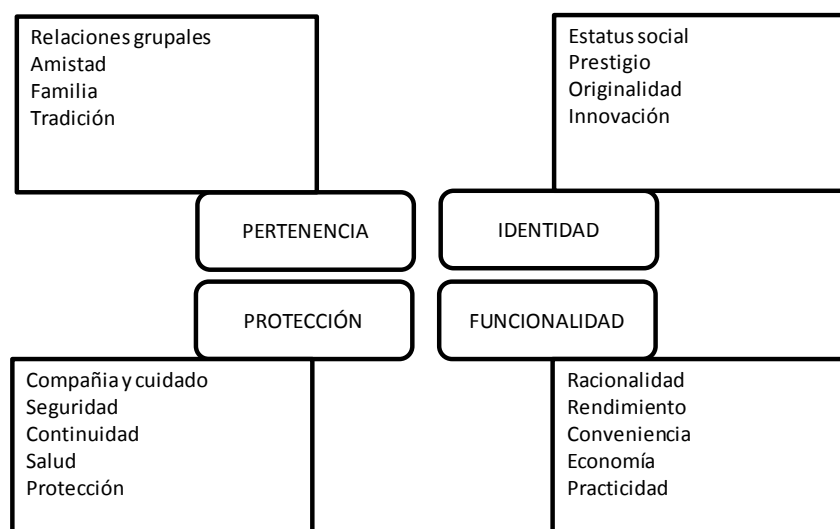 Relaciones grupales
Amistad
Familia
Tradición
Estatus social
Prestigio
Originalidad
Innovación
PERTENENCIA
IDENTIDAD
PROTECCIÓN
FUNCIONALIDAD
Compañia y cuidado
Seguridad
Continuidad
Salud
Protección
Racionalidad
Rendimiento
Conveniencia
Economía
Practicidad